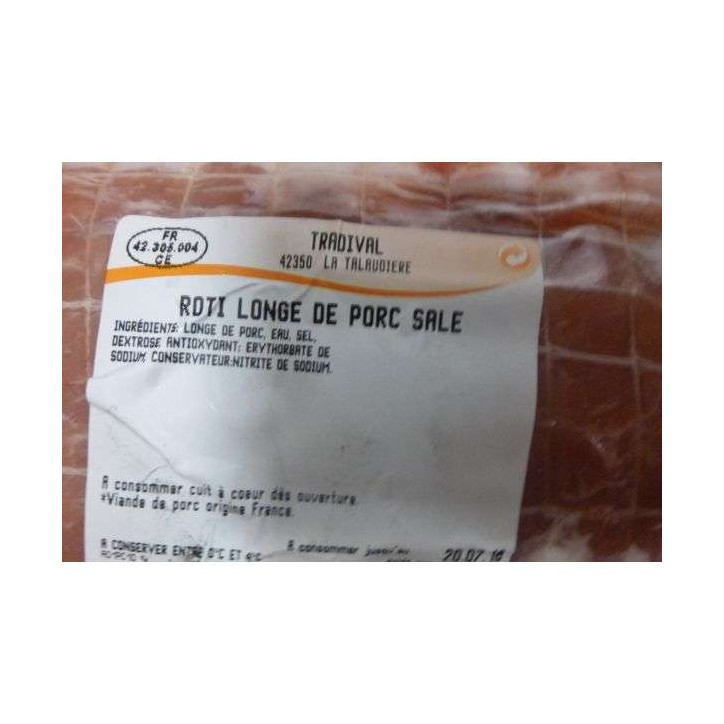 FR
42.305.004
CE
TRADIVAL
42350 LA TALAUDIERE
ROTI LONGE DE PORC SALE
INGRÉDIENTS: LONGE DE PORC, EAU, SEL,
DEXTROSE ANTIOXYDANT: ERYTHORBATE DE
SODIUM CONSERVATEUR:NITRITE DE SODIUM.
A consommer cuit à coeur dès ouverture
*Viande de porc origine France.
A CONSERVER ENTRE 0°C ET 4°C
A consommer jusqu'au
20.07.16